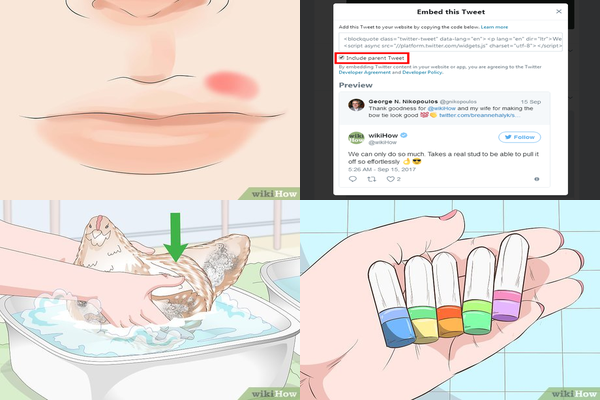 wikiHow
Embed this Tweet
Add this Tweet to your website by copying the code below. Learn more
<blockquote class="twitter-tweet" data-lang="en"><p lang="en" dir="ltr">We
<script async src="//platform.twitter.com/widgets.js" charset="utf-8"></script>
Include parent Tweet
By embedding Twitter content in your website or app, you are agreeing to the Twitter
Developer Agreement and Developer Policy.
Preview
George N. Nikopoulos @gnikopoulos 15 Sep
Thank goodness for @wikiHow and my wife for making the
bow tie look good 💯👏 twitter.com/breannehalyk/s…
wikiHow
wikiHow
@wikiHow
Follow
We can only do so much. Takes a real stud to be able to pull it
off so effortlessly 👌😎
5:26 AM - Sep 15, 2017
2
wikiHow
wikiHow
wikiHow